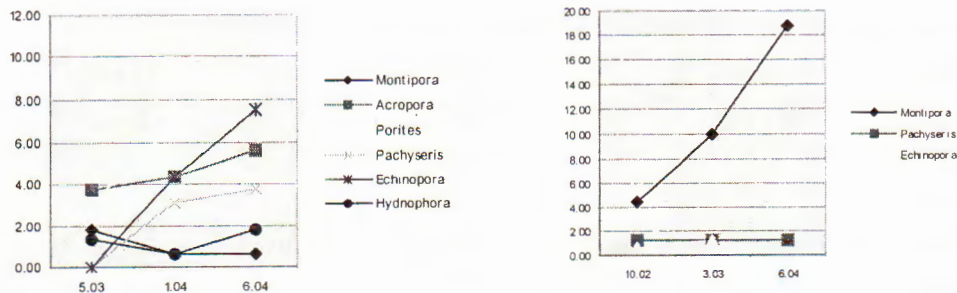 12.00
10.00
8.00
6.00
4.00
2.00
0.00
5.03 1.04 6.04
Montipora
Acropora
Porites
Pachyseris
Echinopora
Hydnophora
20.00
18.00
16.00
14.00
12.00
10.00
8.00
6.00
4.00
2.00
0.00
10.02 3.03 6.04
Montipora
Pachyseris
Echinopora